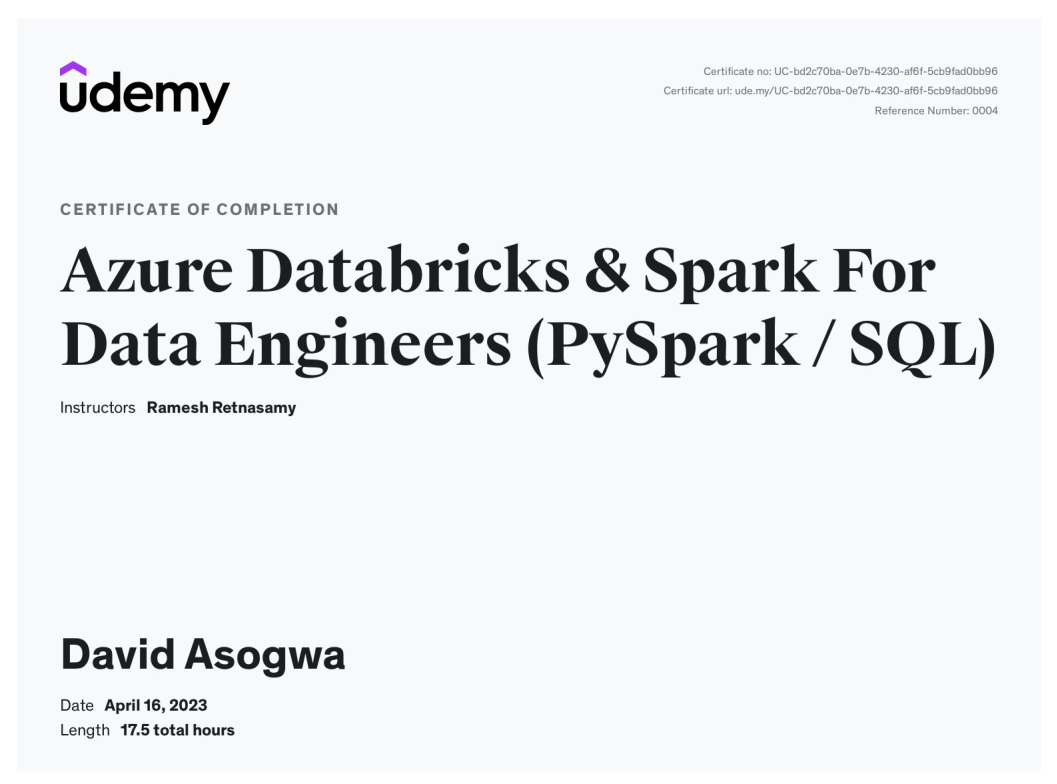 udemy
Certificate no: UC-bd2c70ba-0e7b-4230-af6f-5cb9fad0bb96
Certificate url: ude.my/UC-bd2c70ba-0e7b-4230-af6f-5cb9fad0bb96
Reference Number: 0004
CERTIFICATE OF COMPLETION
Azure Databricks & Spark For
Data Engineers (PySpark / SQL)
Instructors Ramesh Retnasamy
David Asogwa
Date April 16, 2023
Length 17.5 total hours